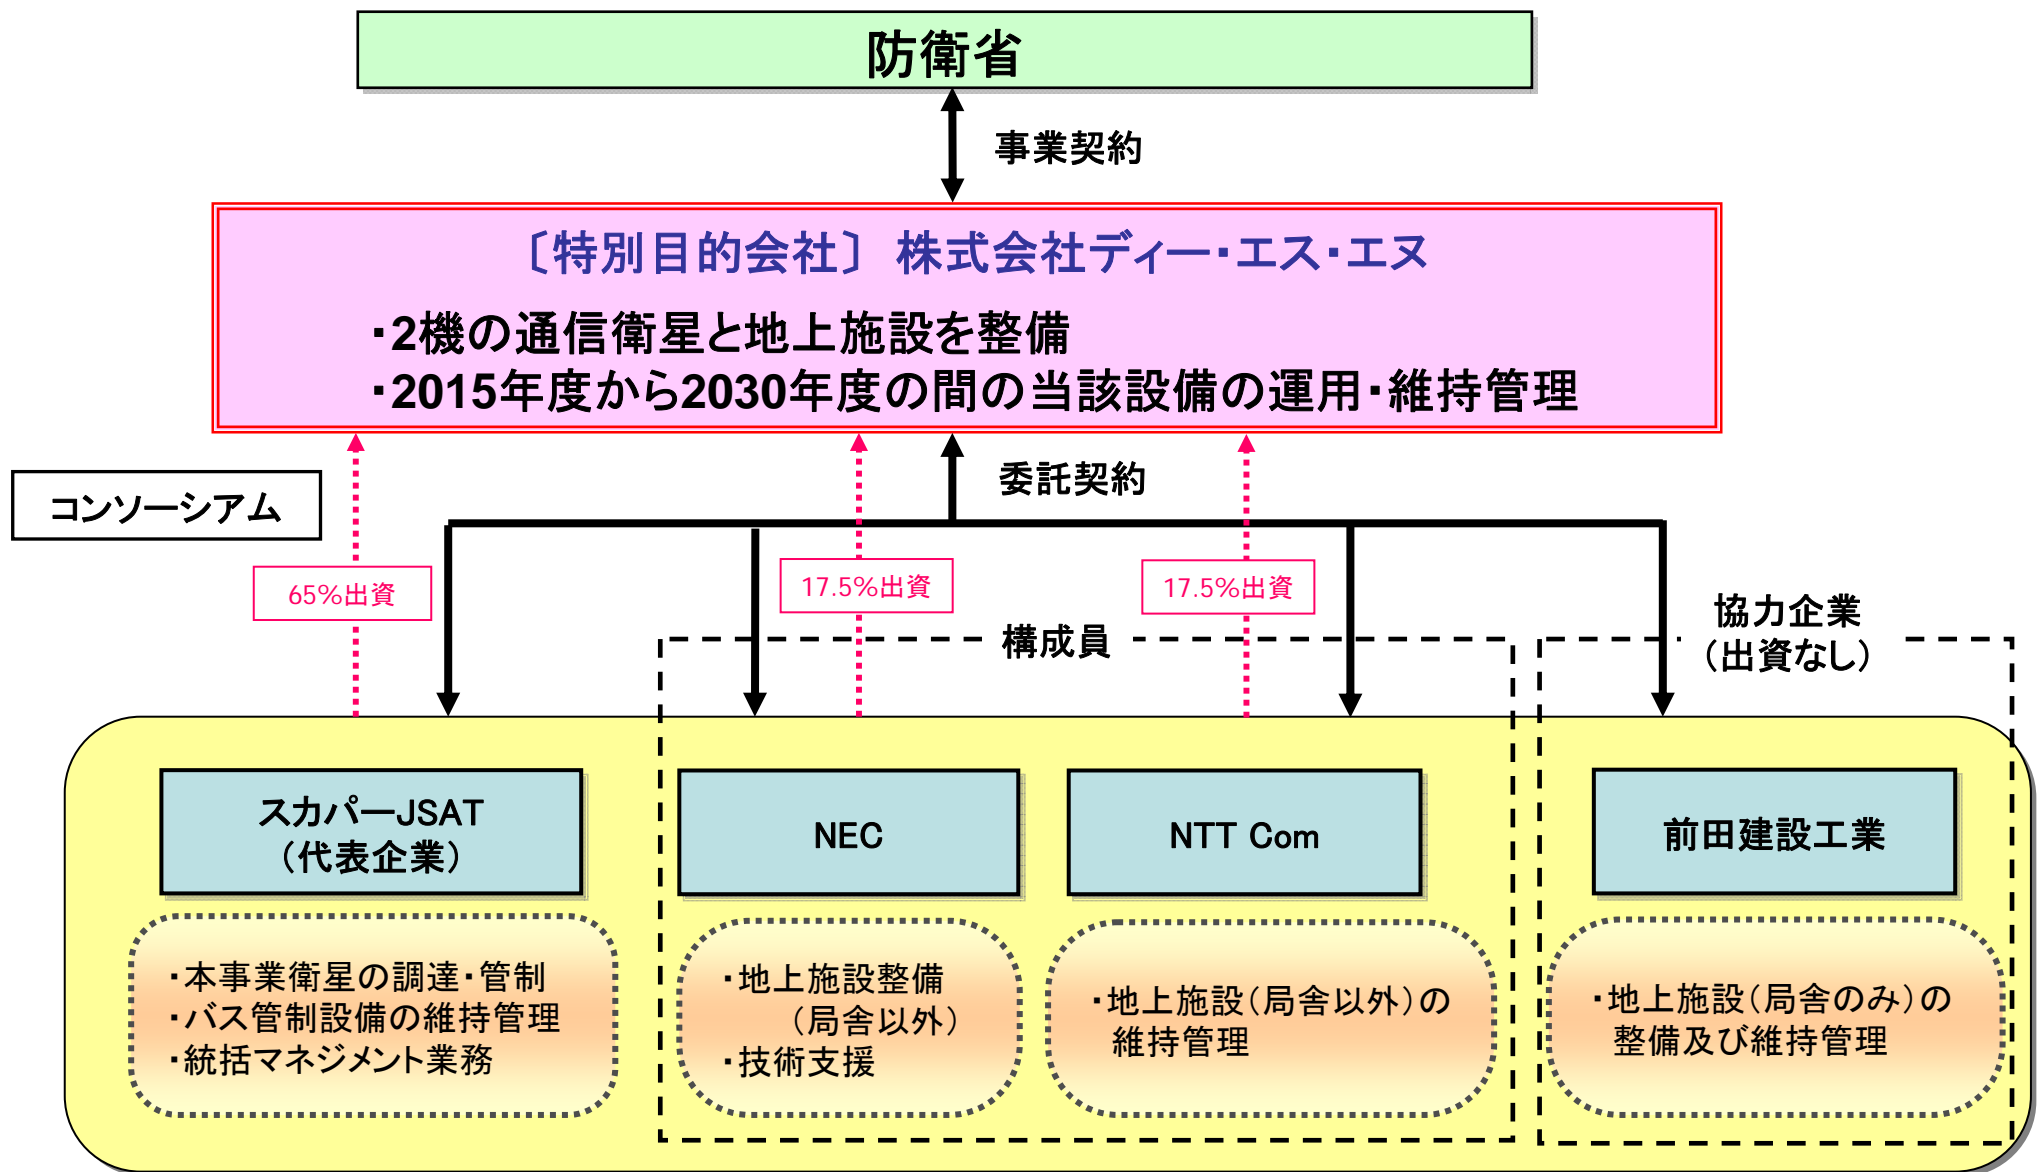 防衛省
事業契約
〔特別目的会社〕 株式会社ディー・エス・エヌ
・2機の通信衛星と地上施設を整備
・2015年度から2030年度の間の当該設備の運用・維持管理
委託契約
コンソーシアム
65%出資
17.5%出資
17.5%出資
構成員
協力企業
（出資なし）
スカパーJSAT
（代表企業）
NEC
NTT Com
前田建設工業
・本事業衛星の調達・管制
・バス管制設備の維持管理
・統括マネジメント業務
・地上施設整備
（局舎以外）
・技術支援
・地上施設（局舎以外）の
維持管理
・地上施設（局舎のみ）の
整備及び維持管理